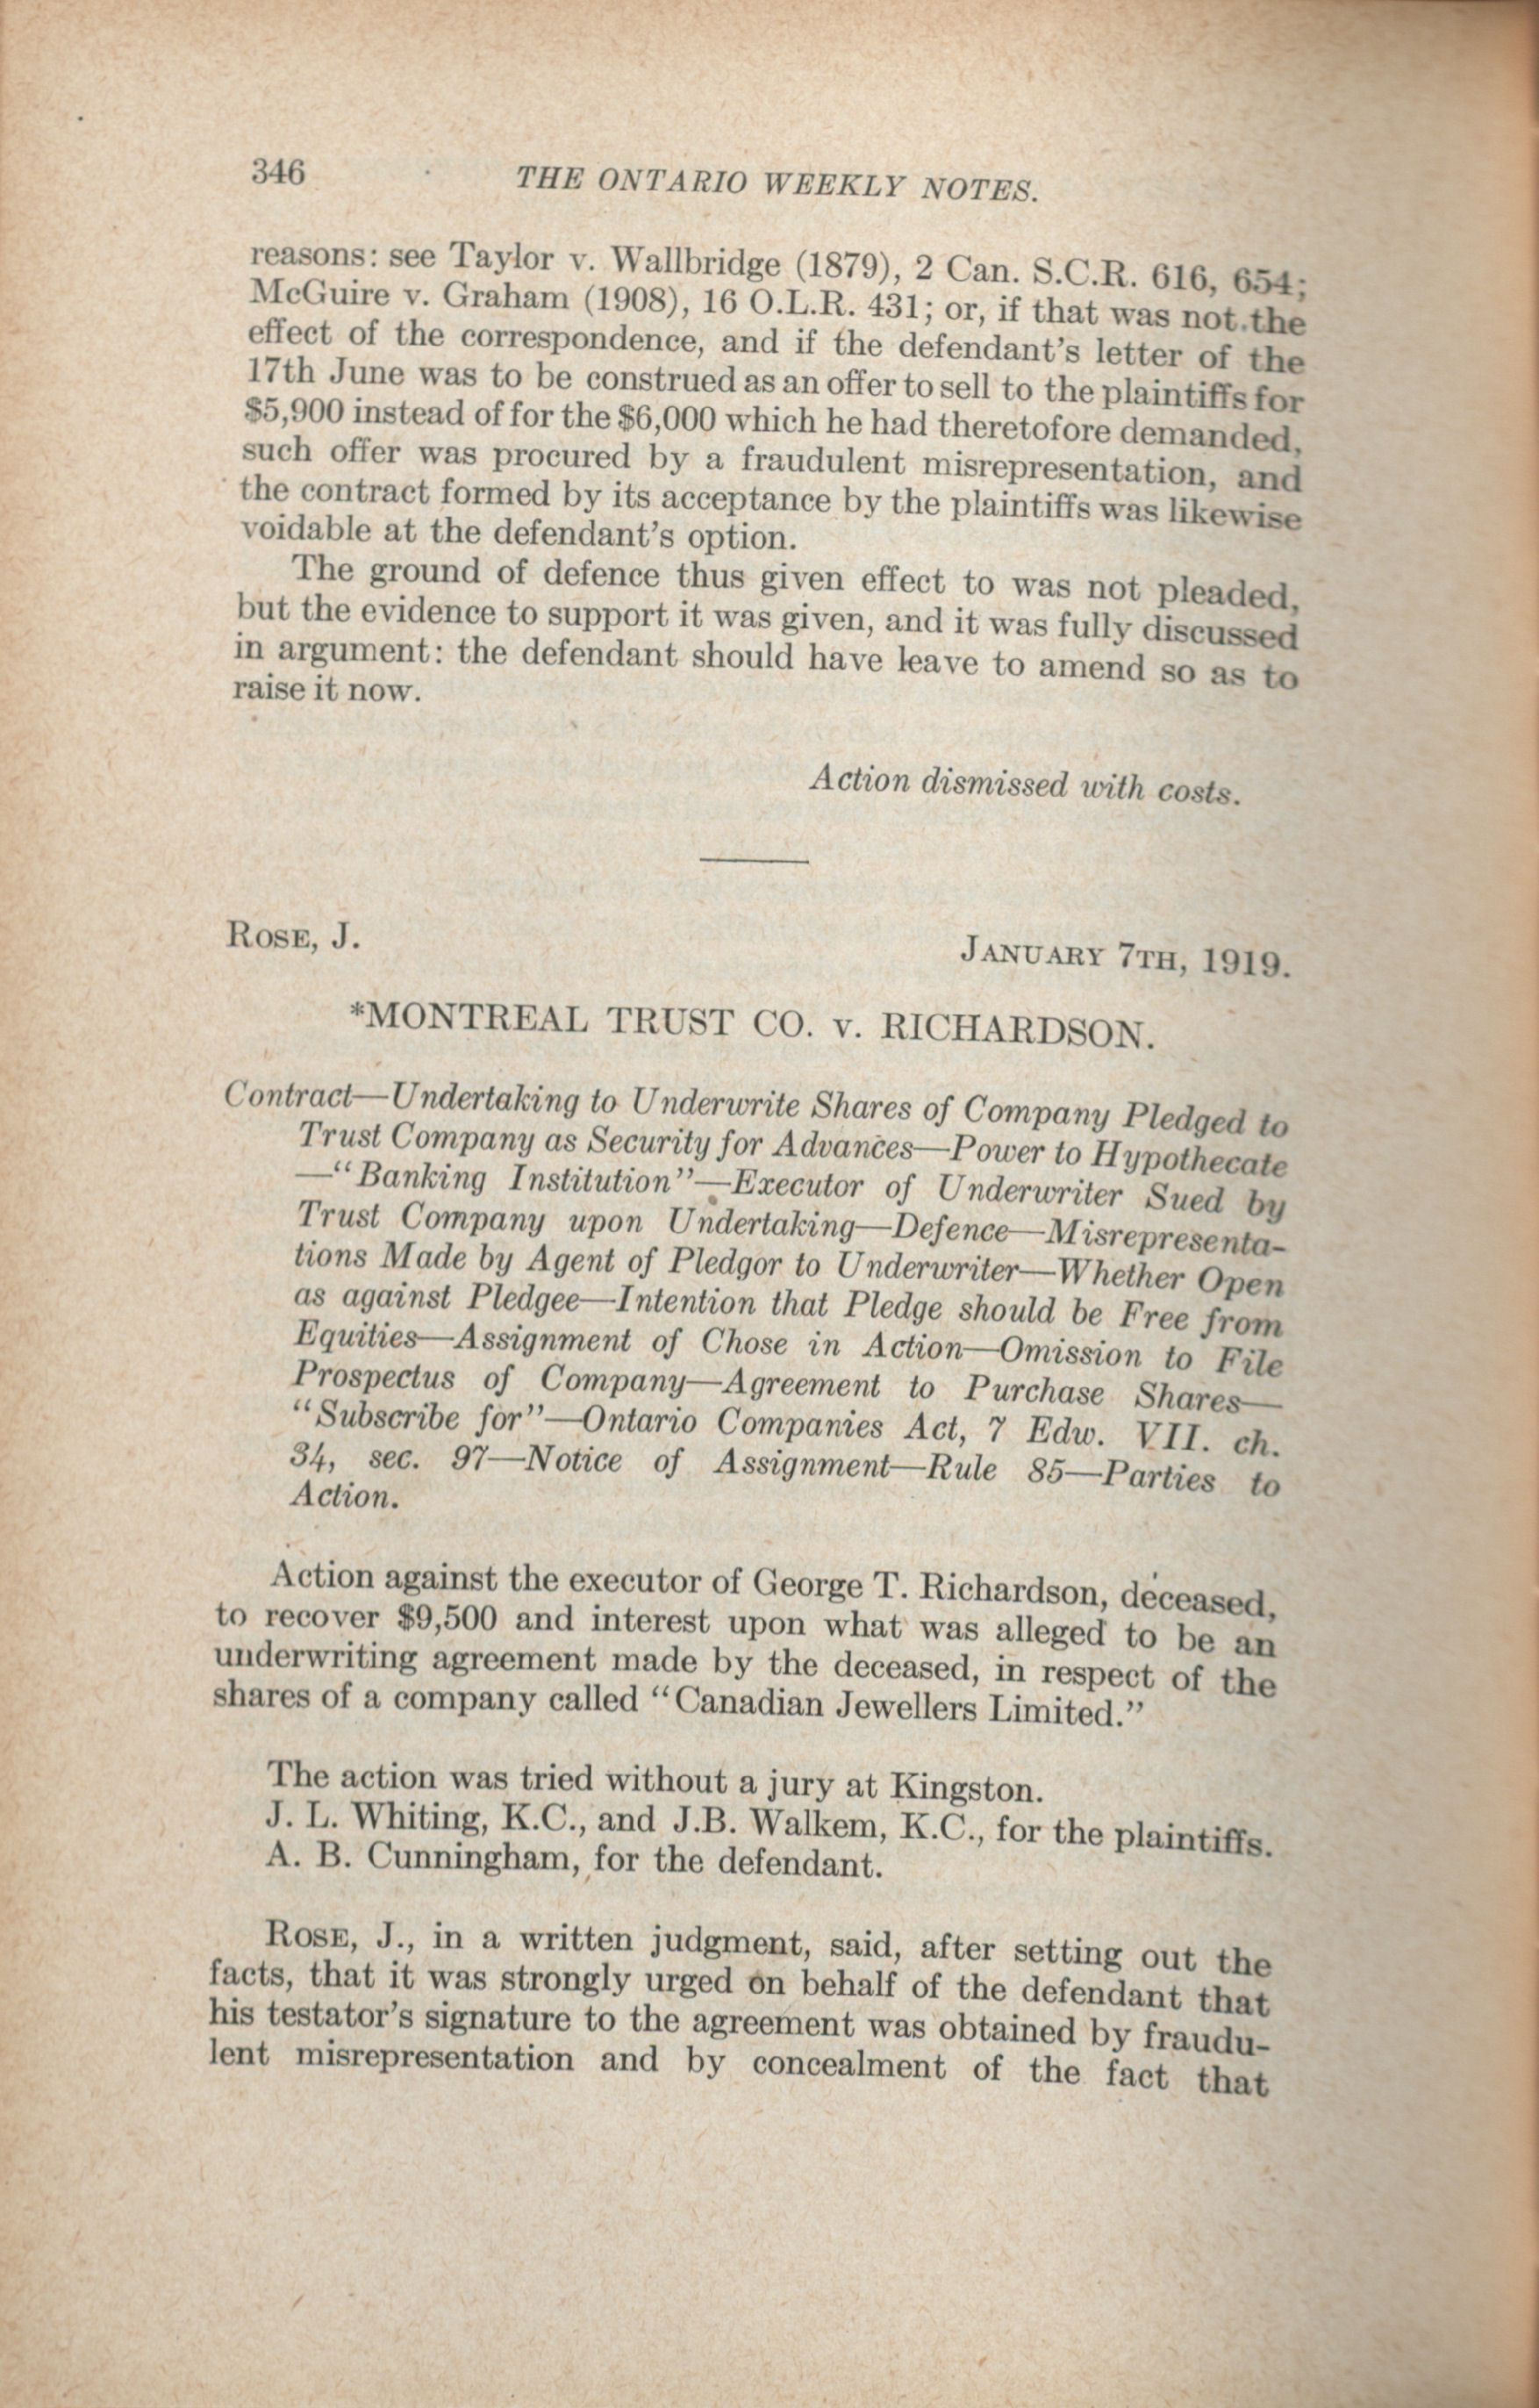 346
THE ONTARIO WEEKLY NOTES.
reasons: see Taylor v. Wallbridge (1879), 2 Can. S.C.R. 616, 654;
McGuire v. Graham (1908), 16 O.L.R. 431; or, if that was not the
effect of the correspondence, and if the defendant's letter of the
17th June was to be construed as an offer to sell to the plaintiffs for
$5,900 instead of for the $6,000 which he had theretofore demanded,
such offer was procured by a fraudulent misrepresentation, and
the contract formed by its acceptance by the plaintiffs was likewise
voidable at the defendant's option.
The ground of defence thus given effect to was not pleaded,
but the evidence to support it was given, and it was fully discussed
in argument: the defendant should have leave to amend so as to
raise it now.
Action dismissed with costs.
ROSE, J.
JANUARY 7TH, 1919.
*MONTREAL TRUST CO. v. RICHARDSON.
Contract—Undertaking to Underwrite Shares of Company Pledged to
Trust Company as Security for Advances—Power to Hypothecate
—"Banking Institution"—Executor of Underwriter Sued by
Trust Company upon Undertaking—Defence—Misrepresenta-
tions Made by Agent of Pledgor to Underwriter—Whether Open
as against Pledgee—Intention that Pledge should be Free from
Equities—Assignment of Chose in Action—Omission to File
Prospectus of Company—Agreement to Purchase Shares—
"Subscribe for"—Ontario Companies Act, 7 Edw. VII. ch.
34, sec. 97—Notice of Assignment—Rule 85—Parties to
Action.
Action against the executor of George T. Richardson, deceased,
to recover $9,500 and interest upon what was alleged to be an
underwriting agreement made by the deceased, in respect of the
shares of a company called "Canadian Jewellers Limited."
The action was tried without a jury at Kingston.
J. L. Whiting, K.C., and J.B. Walkem, K.C., for the plaintiffs.
A. B. Cunningham, for the defendant.
ROSE, J., in a written judgment, said, after setting out the
facts, that it was strongly urged on behalf of the defendant that
his testator's signature to the agreement was obtained by fraudu-
lent misrepresentation and by concealment of the fact that